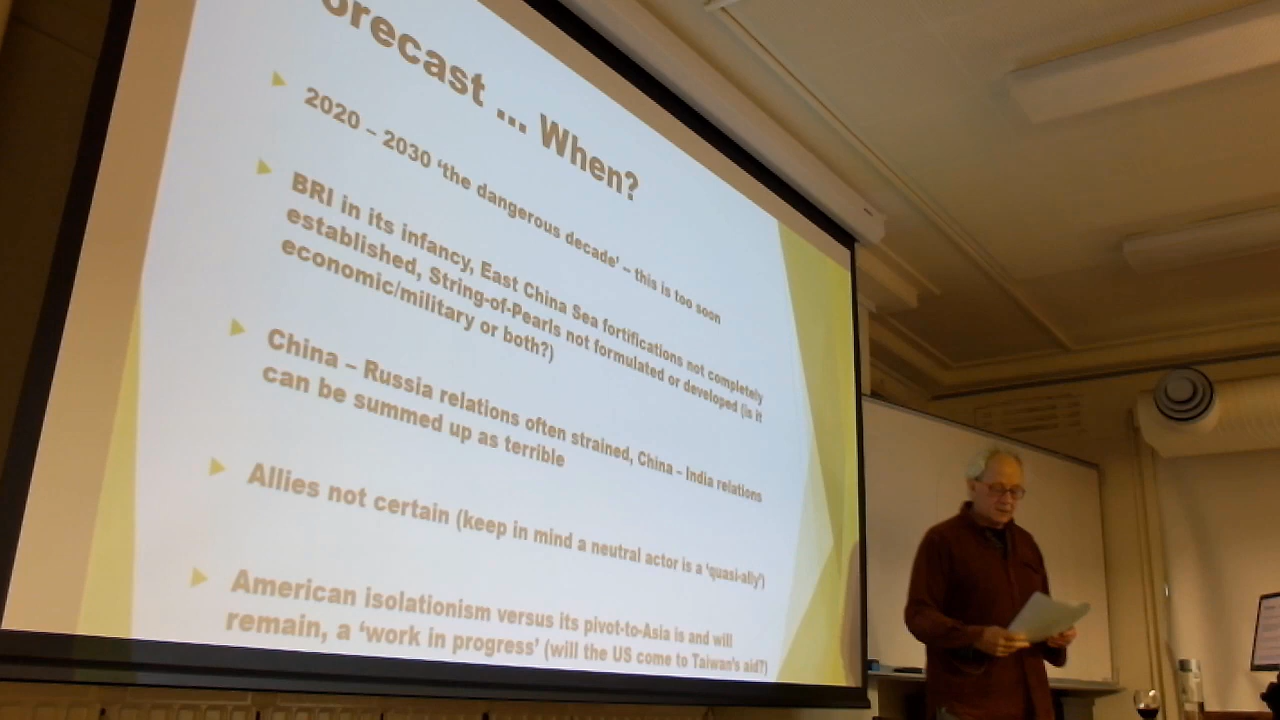 orecast ... When?
2020 – 2030 ‘the dangerous decade’ – this is too soon
BRI in its infancy, East China Sea fortifications not completely
established, String-of-Pearls not formulated or developed (is it
economic/military or both?)
China – Russia relations often strained, China – India relations
can be summed up as terrible
Allies not certain (keep in mind a neutral actor is a ‘quasi-ally’)
American isolationism versus its pivot-to-Asia is and will
remain, a ‘work in progress’ (will the US come to Taiwan’s aid?)